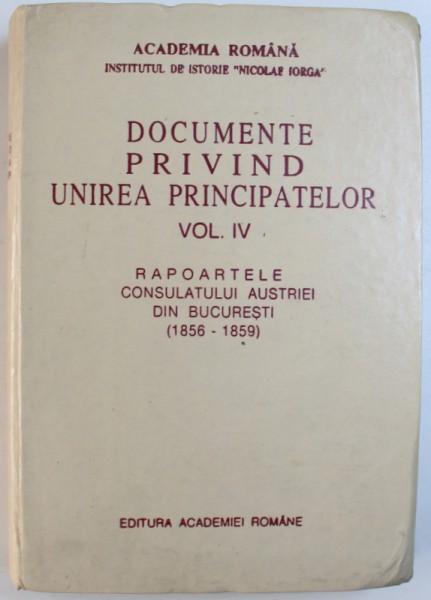 ACADEMIA ROMÂNĂ
INSTITUTUL DE ISTORIE "NICOLAE IORGA"
DOCUMENTE
PRIVIND
UNIREA PRINCIPATELOR
VOL. IV
RAPOARTELE
CONSULATULUI AUSTRIEI
DIN BUCUREȘTI
(1856 - 1859)
EDITURA ACADEMIEI ROMÂNE